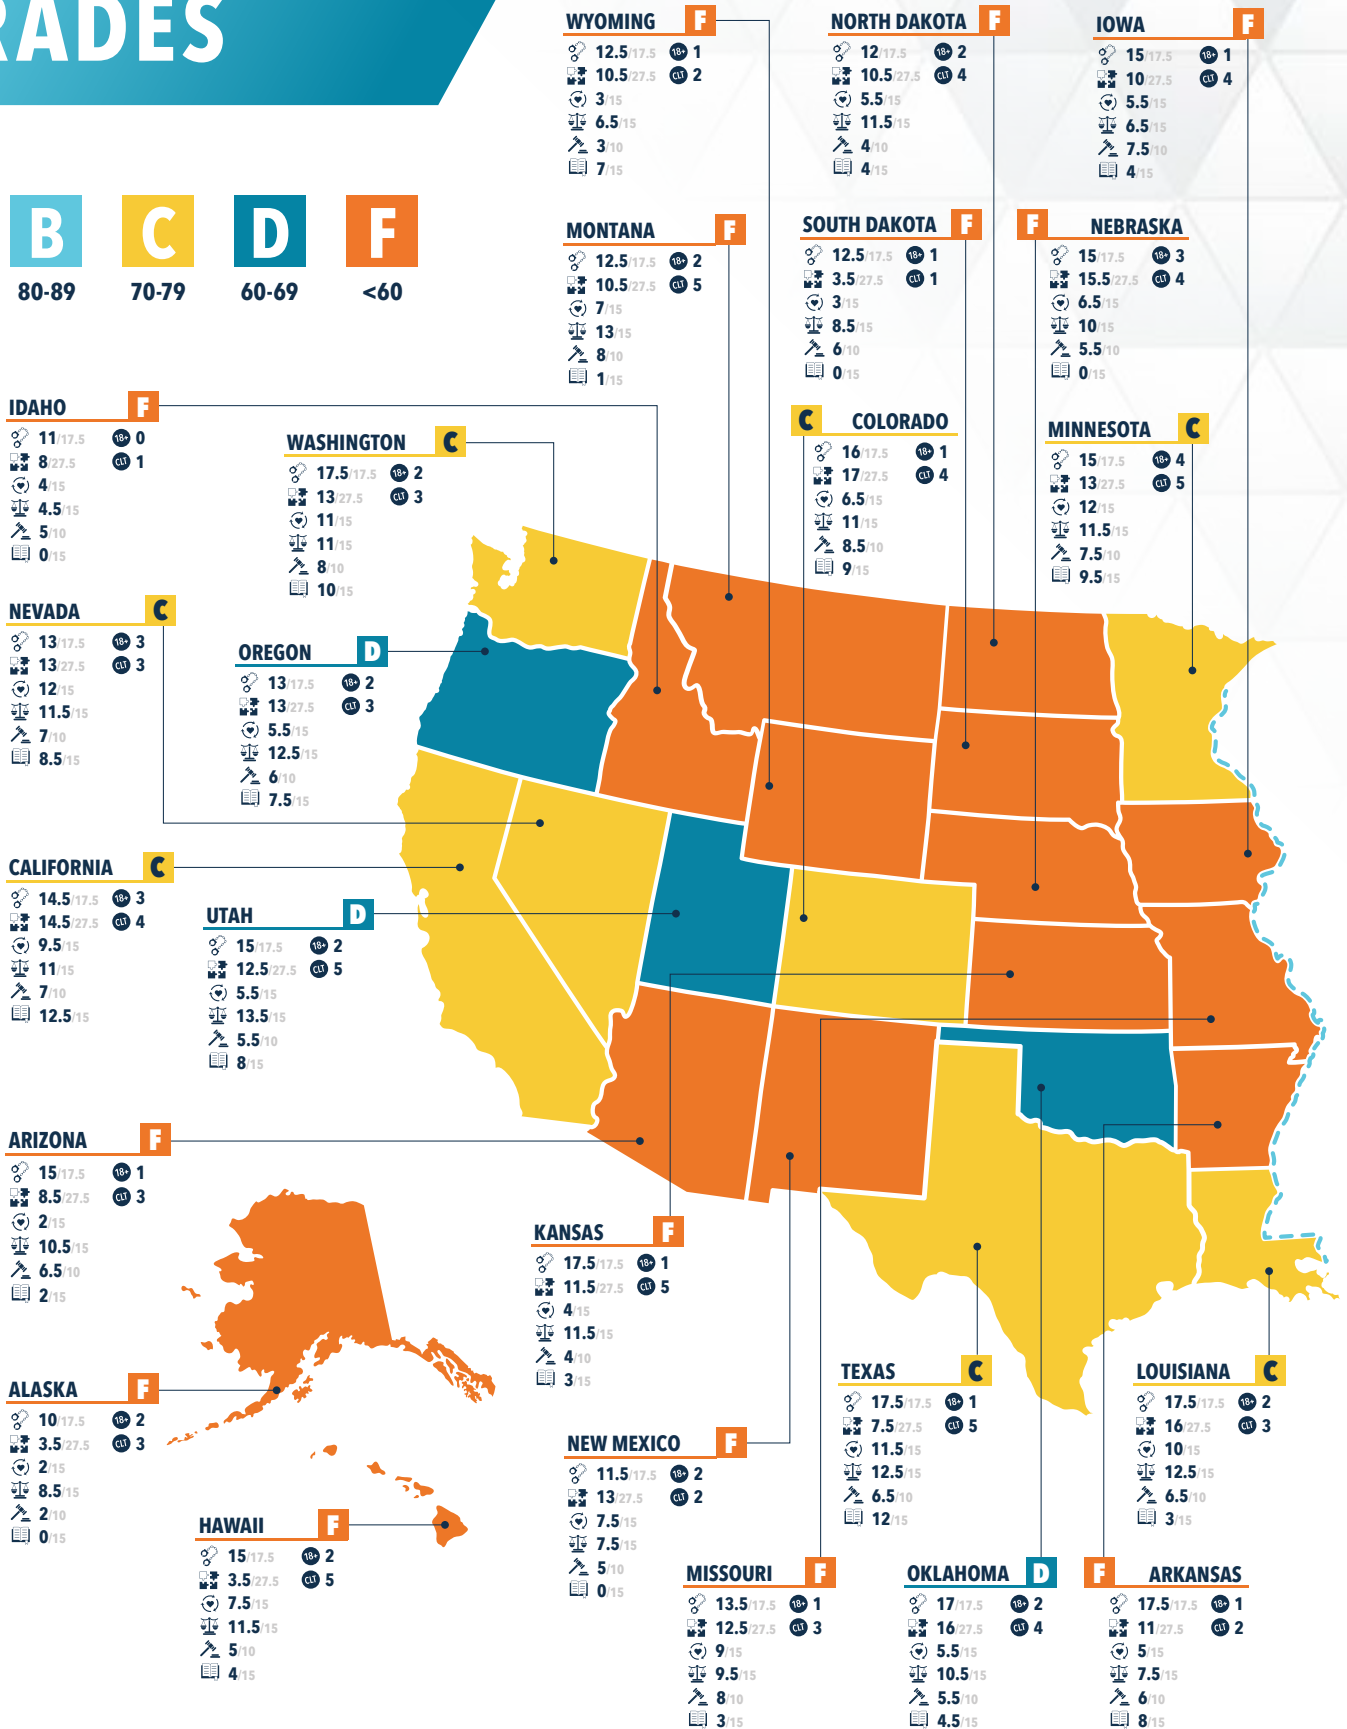 RADES
B C D F
80-89 70-79 60-69 <60
WYOMING F
12.5/17.5 18+ 1
10.5/27.5 CLT 2
3/15
6.5/15
3/10
7/15
NORTH DAKOTA F
12/17.5 18+ 2
10.5/27.5 CLT 4
5.5/15
11.5/15
4/10
4/15
IOWA F
15/17.5 18+ 1
10/27.5 CLT 4
5.5/15
6.5/15
7.5/10
4/15
MONTANA F
12.5/17.5 18+ 2
10.5/27.5 CLT 5
7/15
13/15
8/10
1/15
SOUTH DAKOTA F
12.5/17.5 18+ 1
3.5/27.5 CLT 1
3/15
8.5/15
6/10
0/15
F NEBRASKA
15/17.5 18+ 3
15.5/27.5 CLT 4
6.5/15
10/15
5.5/10
0/15
IDAHO F
11/17.5 18+ 0
8/27.5 CLT 1
4/15
4.5/15
5/10
0/15
WASHINGTON C
17.5/17.5 18+ 2
13/27.5 CLT 3
11/15
11/15
8/10
10/15
C COLORADO
16/17.5 18+ 1
17/27.5 CLT 4
6.5/15
11/15
8.5/10
9/15
MINNESOTA C
15/17.5 18+ 4
13/27.5 CLT 5
12/15
11.5/15
7.5/10
9.5/15
NEVADA C
13/17.5 18+ 3
13/27.5 CLT 3
12/15
11.5/15
7/10
8.5/15
OREGON D
13/17.5 18+ 2
13/27.5 CLT 3
5.5/15
12.5/15
6/10
7.5/15
CALIFORNIA C
14.5/17.5 18+ 3
14.5/27.5 CLT 4
9.5/15
11/15
7/10
12.5/15
UTAH D
15/17.5 18+ 2
12.5/27.5 CLT 5
5.5/15
13.5/15
5.5/10
8/15
ARIZONA F
15/17.5 18+ 1
8.5/27.5 CLT 3
2/15
10.5/15
6.5/10
2/15
KANSAS F
17.5/17.5 18+ 1
11.5/27.5 CLT 5
4/15
11.5/15
4/10
3/15
ALASKA F
10/17.5 18+ 2
3.5/27.5 CLT 3
2/15
8.5/15
2/10
0/15
TEXAS C
17.5/17.5 18+ 1
7.5/27.5 CLT 5
11.5/15
12.5/15
6.5/10
12/15
LOUISIANA C
17.5/17.5 18+ 2
16/27.5 CLT 3
10/15
12.5/15
6.5/10
3/15
NEW MEXICO F
11.5/17.5 18+ 2
13/27.5 CLT 2
7.5/15
7.5/15
5/10
0/15
HAWAII F
15/17.5 18+ 2
3.5/27.5 CLT 5
7.5/15
11.5/15
5/10
4/15
MISSOURI F
13.5/17.5 18+ 1
12.5/27.5 CLT 3
9/15
9.5/15
8/10
3/15
OKLAHOMA D
17/17.5 18+ 2
16/27.5 CLT 4
5.5/15
10.5/15
5.5/10
4.5/15
F ARKANSAS
17.5/17.5 18+ 1
11/27.5 CLT 2
5/15
7.5/15
6/10
8/15